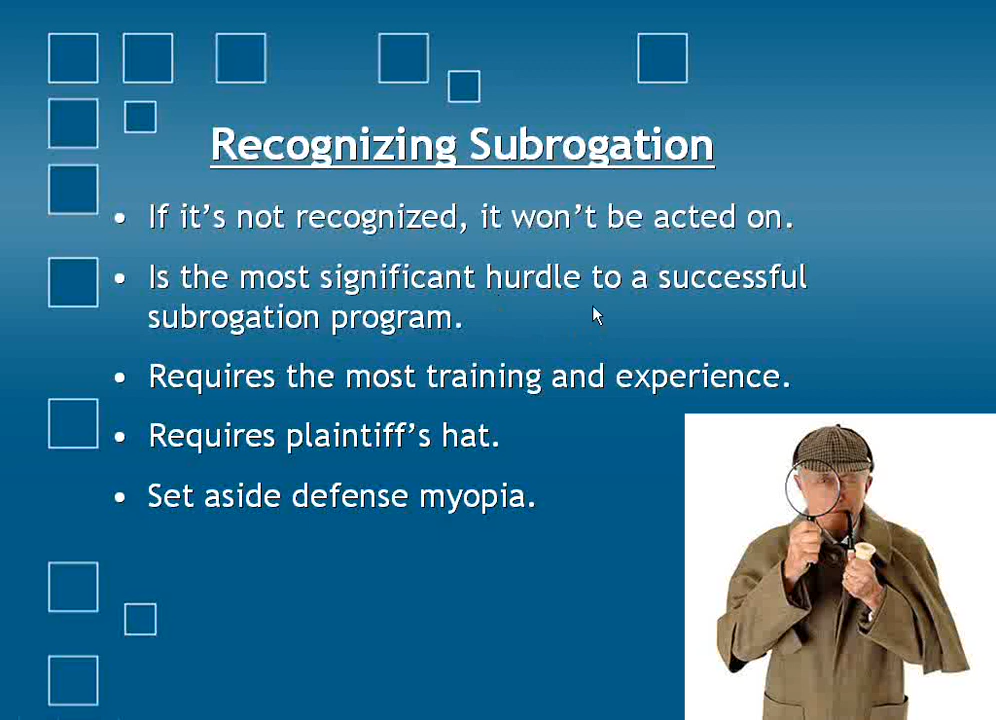 Recognizing Subrogation
• If it’s not recognized, it won’t be acted on.
• Is the most significant hurdle to a successful
subrogation program.
• Requires the most training and experience.
• Requires plaintiff’s hat.
• Set aside defense myopia.